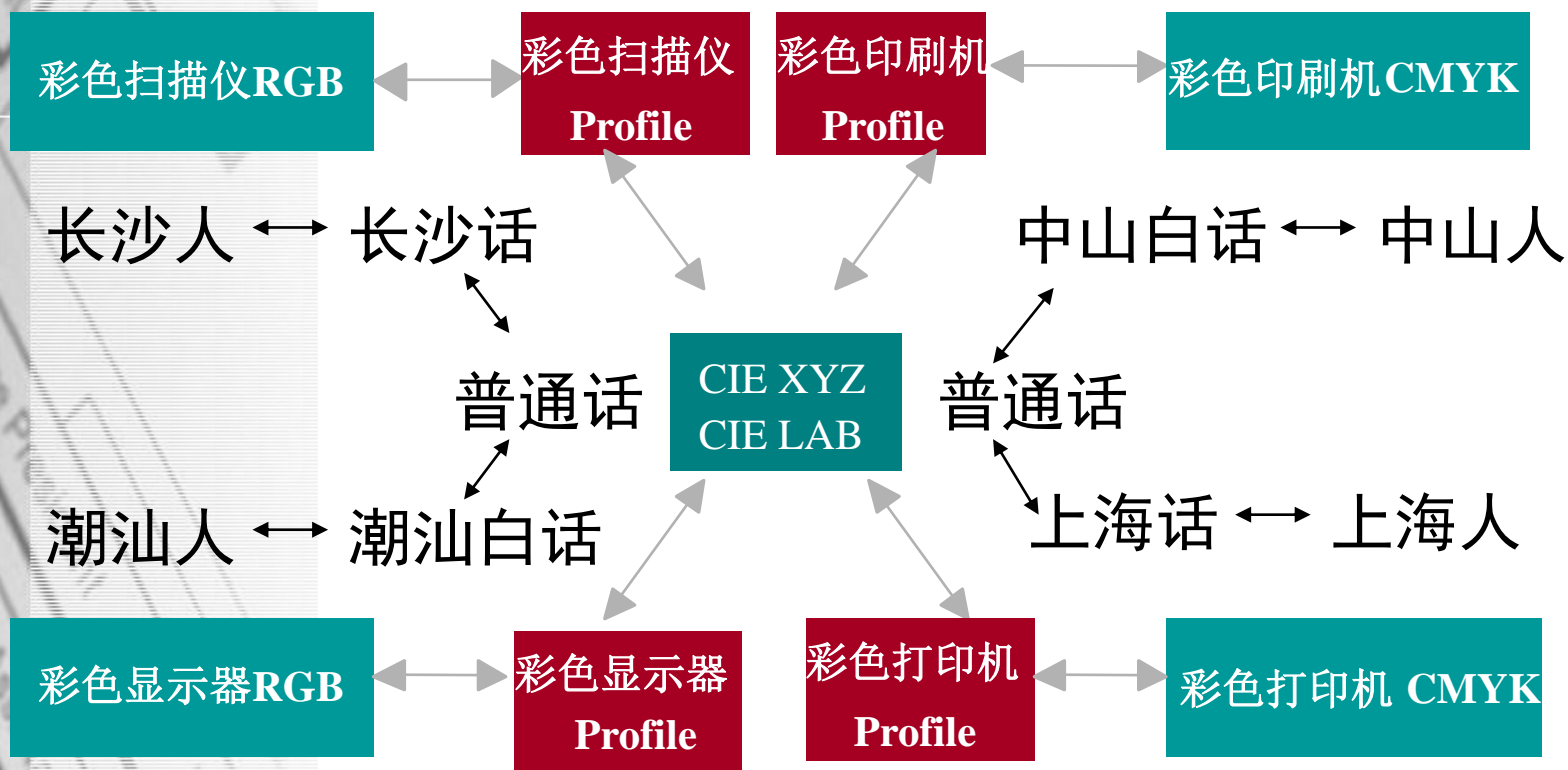 彩色扫描仪RGB
彩色扫描仪
Profile
彩色印刷机
Profile
彩色印刷机CMYK
长沙人
长沙话
中山白话
中山人
普通话
CIE XYZ
CIE LAB
普通话
潮汕人
潮汕白话
上海话
上海人
彩色显示器RGB
彩色显示器
Profile
彩色打印机
Profile
彩色打印机 CMYK